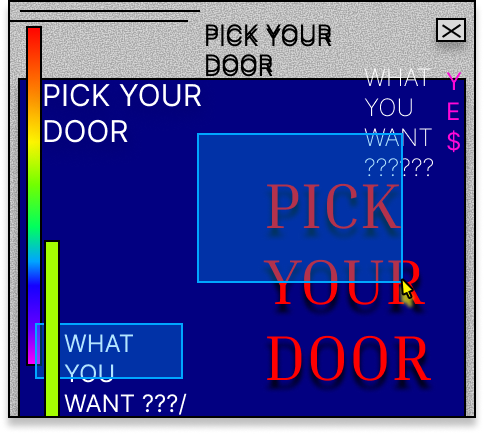 PICK YOUR
DOOR
WHAT
YOU
WANT
??????
Y
E
$
PICK YOUR
DOOR
PICK
YOUR
DOOR
WHAT
YOU
WANT ???/